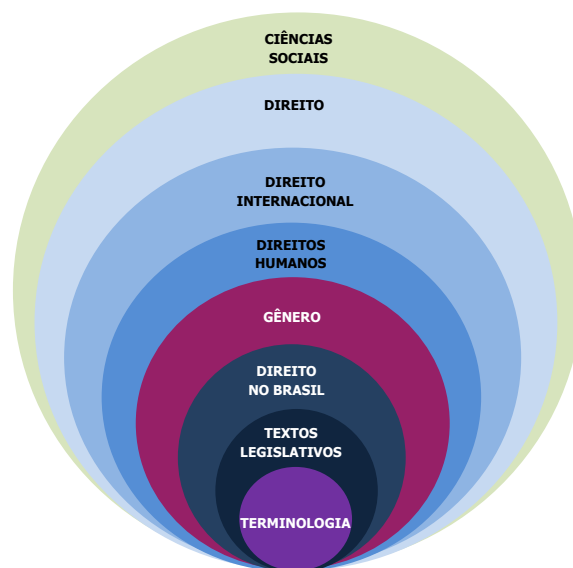 CIÊNCIAS
SOCIAIS
DIREITO
DIREITO
INTERNACIONAL
DIREITOS
HUMANOS
GÊNERO
DIREITO
NO BRASIL
TEXTOS
LEGISLATIVOS
TERMINOLOGIA